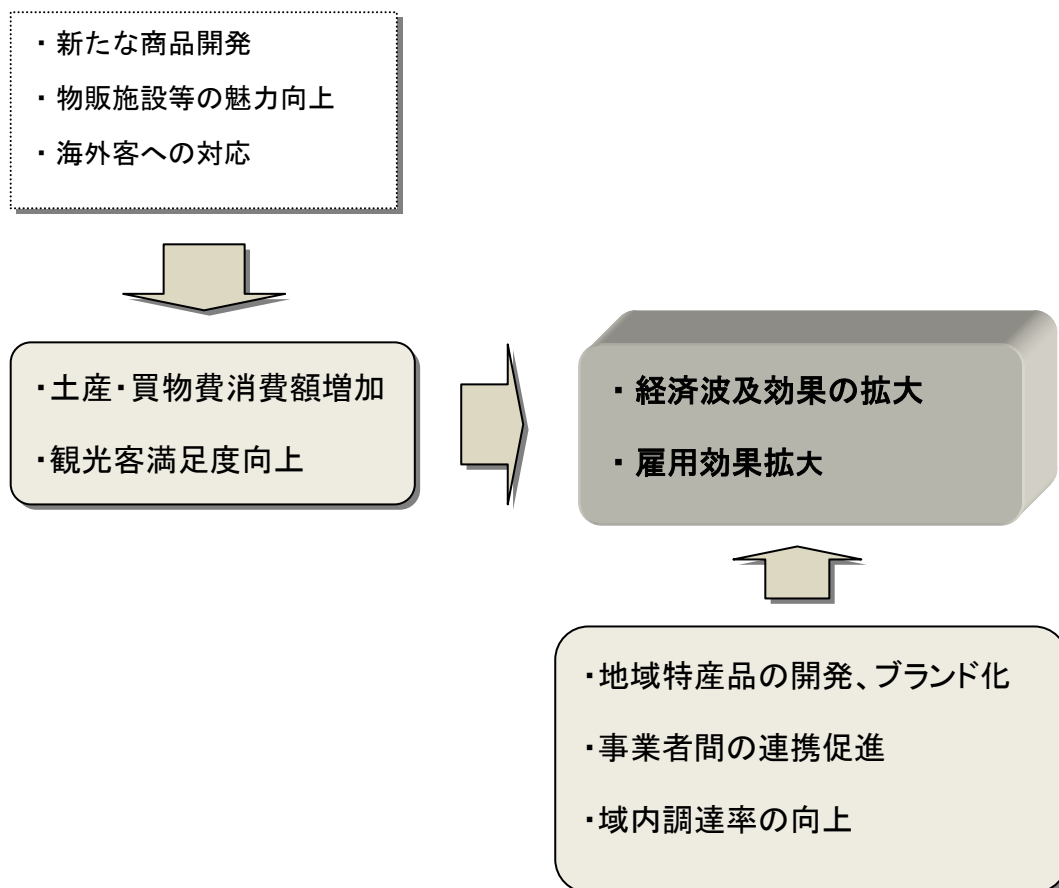 ・新たな商品開発
・物販施設等の魅力向上
・海外客への対応
・土産・買物費消費額増加
・観光客満足度向上
・経済波及効果の拡大
・雇用効果拡大
・地域特産品の開発、ブランド化
・事業者間の連携促進
・域内調達率の向上